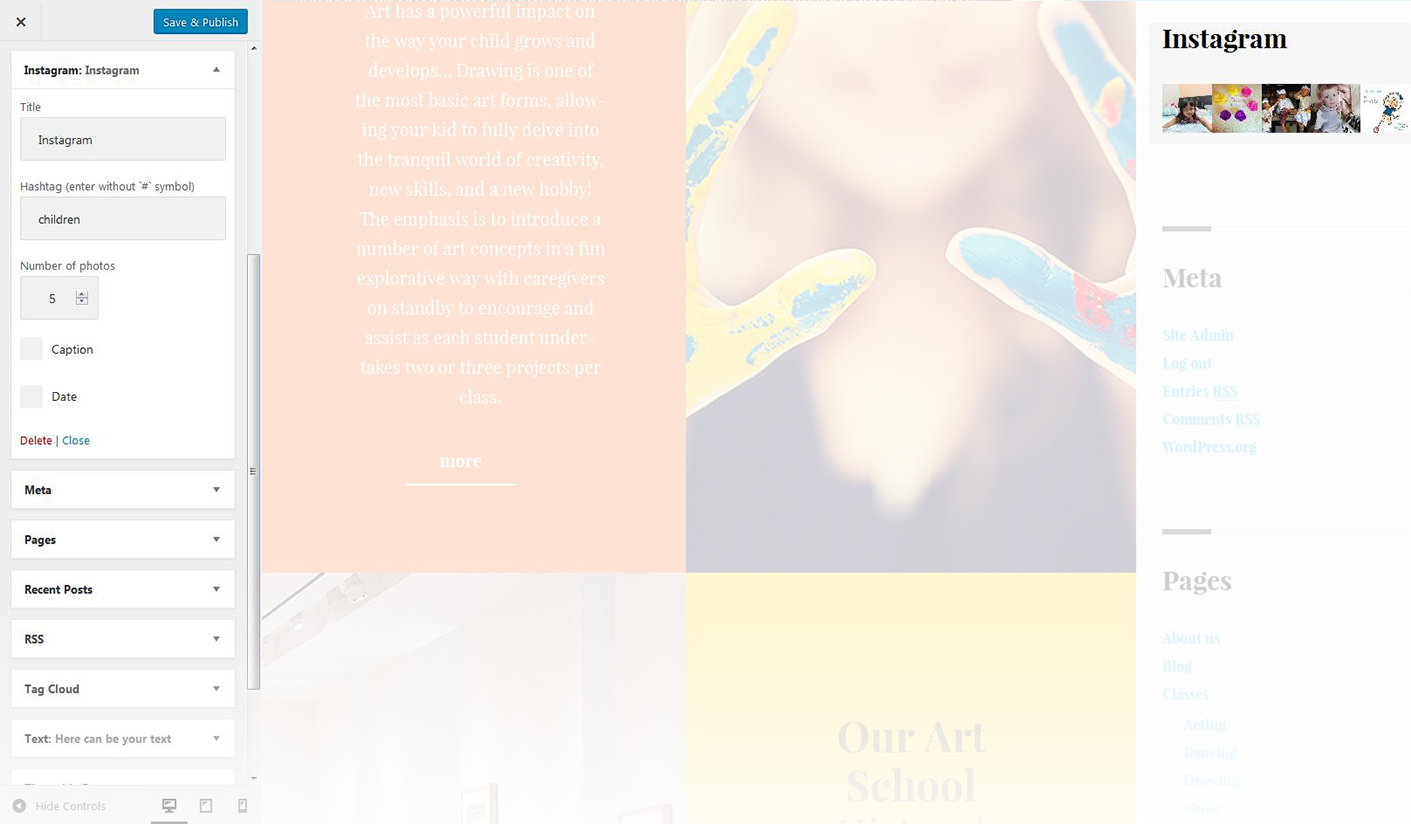 Save & Publish
Instagram: Instagram
Title
Instagram
Hashtag (enter without `#` symbol)
children
Number of photos
5
Caption
Date
Delete | Close
Meta
Pages
Recent Posts
RSS
Tag Cloud
Text: Here can be your text
Hide Controls
Art has a powerful impact on
the way your child grows and
develops... Drawing is one of
the most basic art forms, allow-
ing your kid to fully delve into
the tranquil world of creativity,
new skills, and a new hobby!
The emphasis is to introduce a
number of art concepts in a fun
explorative way with caregivers
on standby to encourage and
assist as each student under-
takes two or three projects per
class.
more
Our Art
School
Instagram
Meta
Site Admin
Log out
Entries RSS
Comments RSS
WordPress.org
Pages
About us
Blog
Classes
Acting
Dancing
Drawing
Music